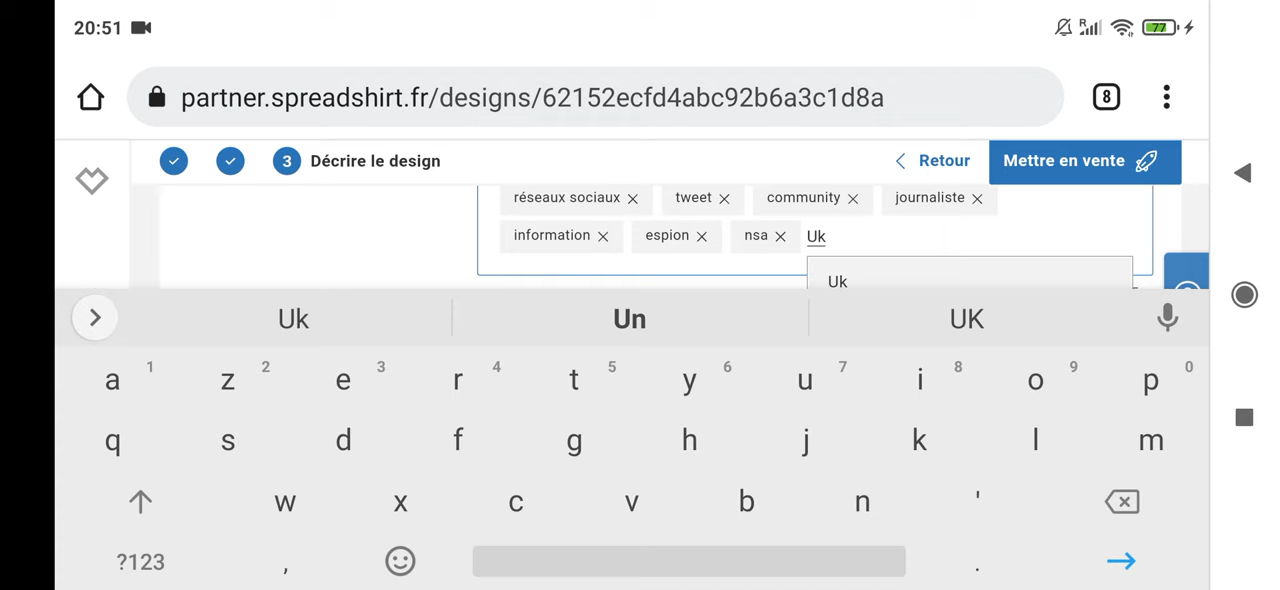 20:51
R 77
partner.spreadshirt.fr/designs/62152ecfd4abc92b6a3c1d8a 8
3 Décrire le design Retour Mettre en vente
réseaux sociaux tweet community journaliste
information espion nsa Uk
Uk
Uk Un UK
a 1 z 2 e 3 r 4 t 5 y 6 u 7 i 8 o 9 p 0
q s d f g h j k l m
w x c v b n '
?123 , .